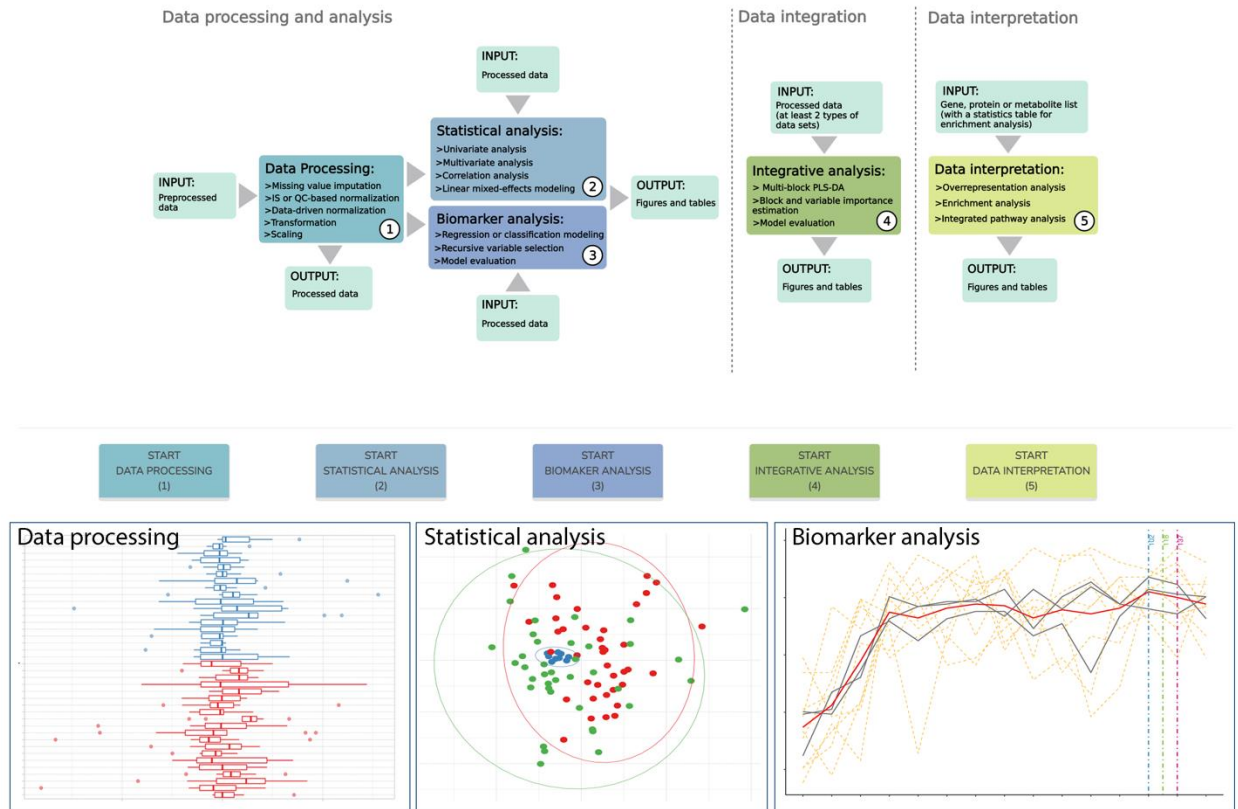 Data processing and analysis
Data integration
Data interpretation
INPUT:
Preprocessed
data
Data Processing:
>Missing value imputation
>IS or QC-based normalization
>Data-driven normalization
>Transformation
>Scaling
1
OUTPUT:
Processed data
INPUT:
Processed data
Statistical analysis:
>Univariate analysis
>Multivariate analysis
>Correlation analysis
>Linear mixed-effects modeling
2
Biomarker analysis:
>Regression or classification modeling
>Recursive variable selection
>Model evaluation
3
INPUT:
Processed data
OUTPUT:
Figures and tables
INPUT:
Processed data
(at least 2 types of
data sets)
Integrative analysis:
> Multi-block PLS-DA
>Block and variable importance
estimation
>Model evaluation
4
OUTPUT:
Figures and tables
INPUT:
Gene, protein or metabolite list
(with a statistics table for
enrichment analysis)
Data interpretation:
>Overrepresentation analysis
>Enrichment analysis
>Integrated pathway analysis
5
OUTPUT:
Figures and tables
START
DATA PROCESSING
(1)
START
STATISTICAL ANALYSIS
(2)
START
BIOMAKER ANALYSIS
(3)
START
INTEGRATIVE ANALYSIS
(4)
START
DATA INTERPRETATION
(5)
Data processing
Statistical analysis
Biomarker analysis